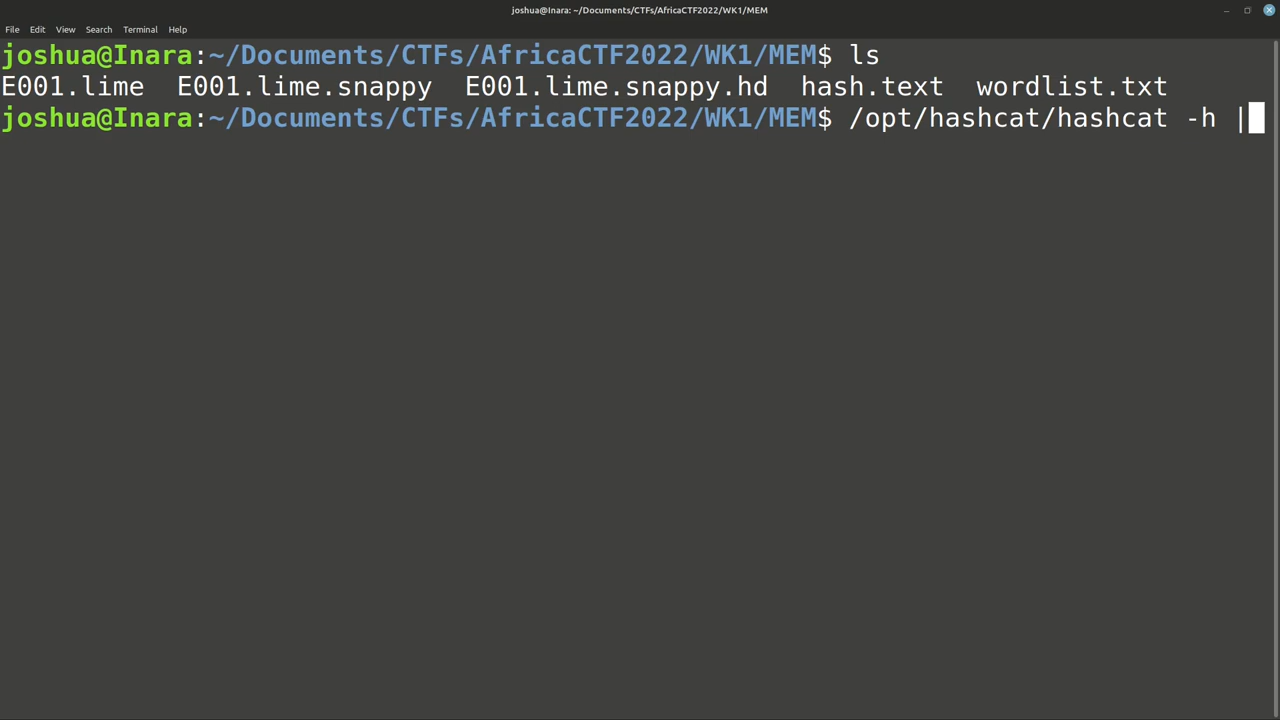 joshua@Inara: ~/Documents/CTFs/AfricaCTF2022/WK1/MEM
File Edit View Search Terminal Help
joshua@Inara:~/Documents/CTFs/AfricaCTF2022/WK1/MEM$ ls
E001.lime E001.lime.snappy E001.lime.snappy.hd hash.text wordlist.txt
joshua@Inara:~/Documents/CTFs/AfricaCTF2022/WK1/MEM$ /opt/hashcat/hashcat -h |